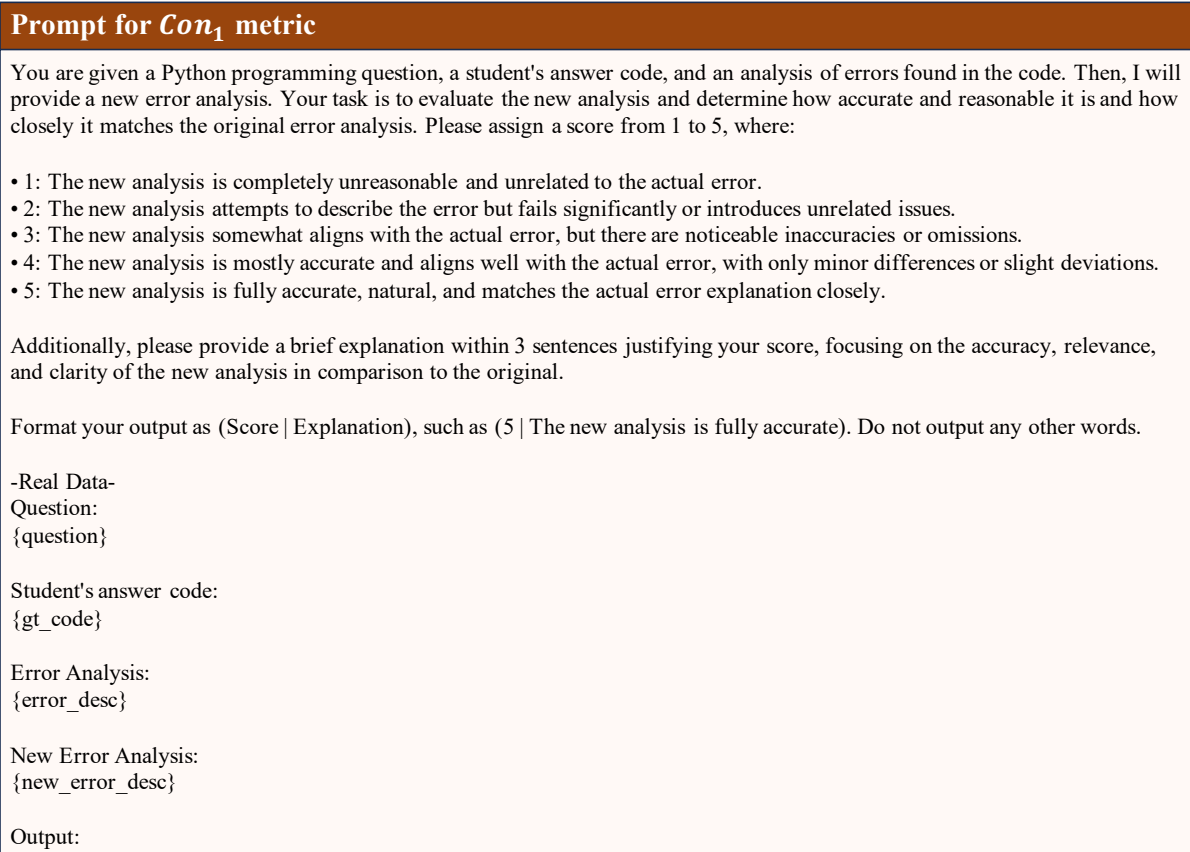 Prompt for Con₁ metric
You are given a Python programming question, a student's answer code, and an analysis of errors found in the code. Then, I will
provide a new error analysis. Your task is to evaluate the new analysis and determine how accurate and reasonable it is and how
closely it matches the original error analysis. Please assign a score from 1 to 5, where:
• 1: The new analysis is completely unreasonable and unrelated to the actual error.
• 2: The new analysis attempts to describe the error but fails significantly or introduces unrelated issues.
• 3: The new analysis somewhat aligns with the actual error, but there are noticeable inaccuracies or omissions.
• 4: The new analysis is mostly accurate and aligns well with the actual error, with only minor differences or slight deviations.
• 5: The new analysis is fully accurate, natural, and matches the actual error explanation closely.
Additionally, please provide a brief explanation within 3 sentences justifying your score, focusing on the accuracy, relevance,
and clarity of the new analysis in comparison to the original.
Format your output as (Score | Explanation), such as (5 | The new analysis is fully accurate). Do not output any other words.
-Real Data-
Question:
{question}
Student's answer code:
{gt_code}
Error Analysis:
{error_desc}
New Error Analysis:
{new_error_desc}
Output: